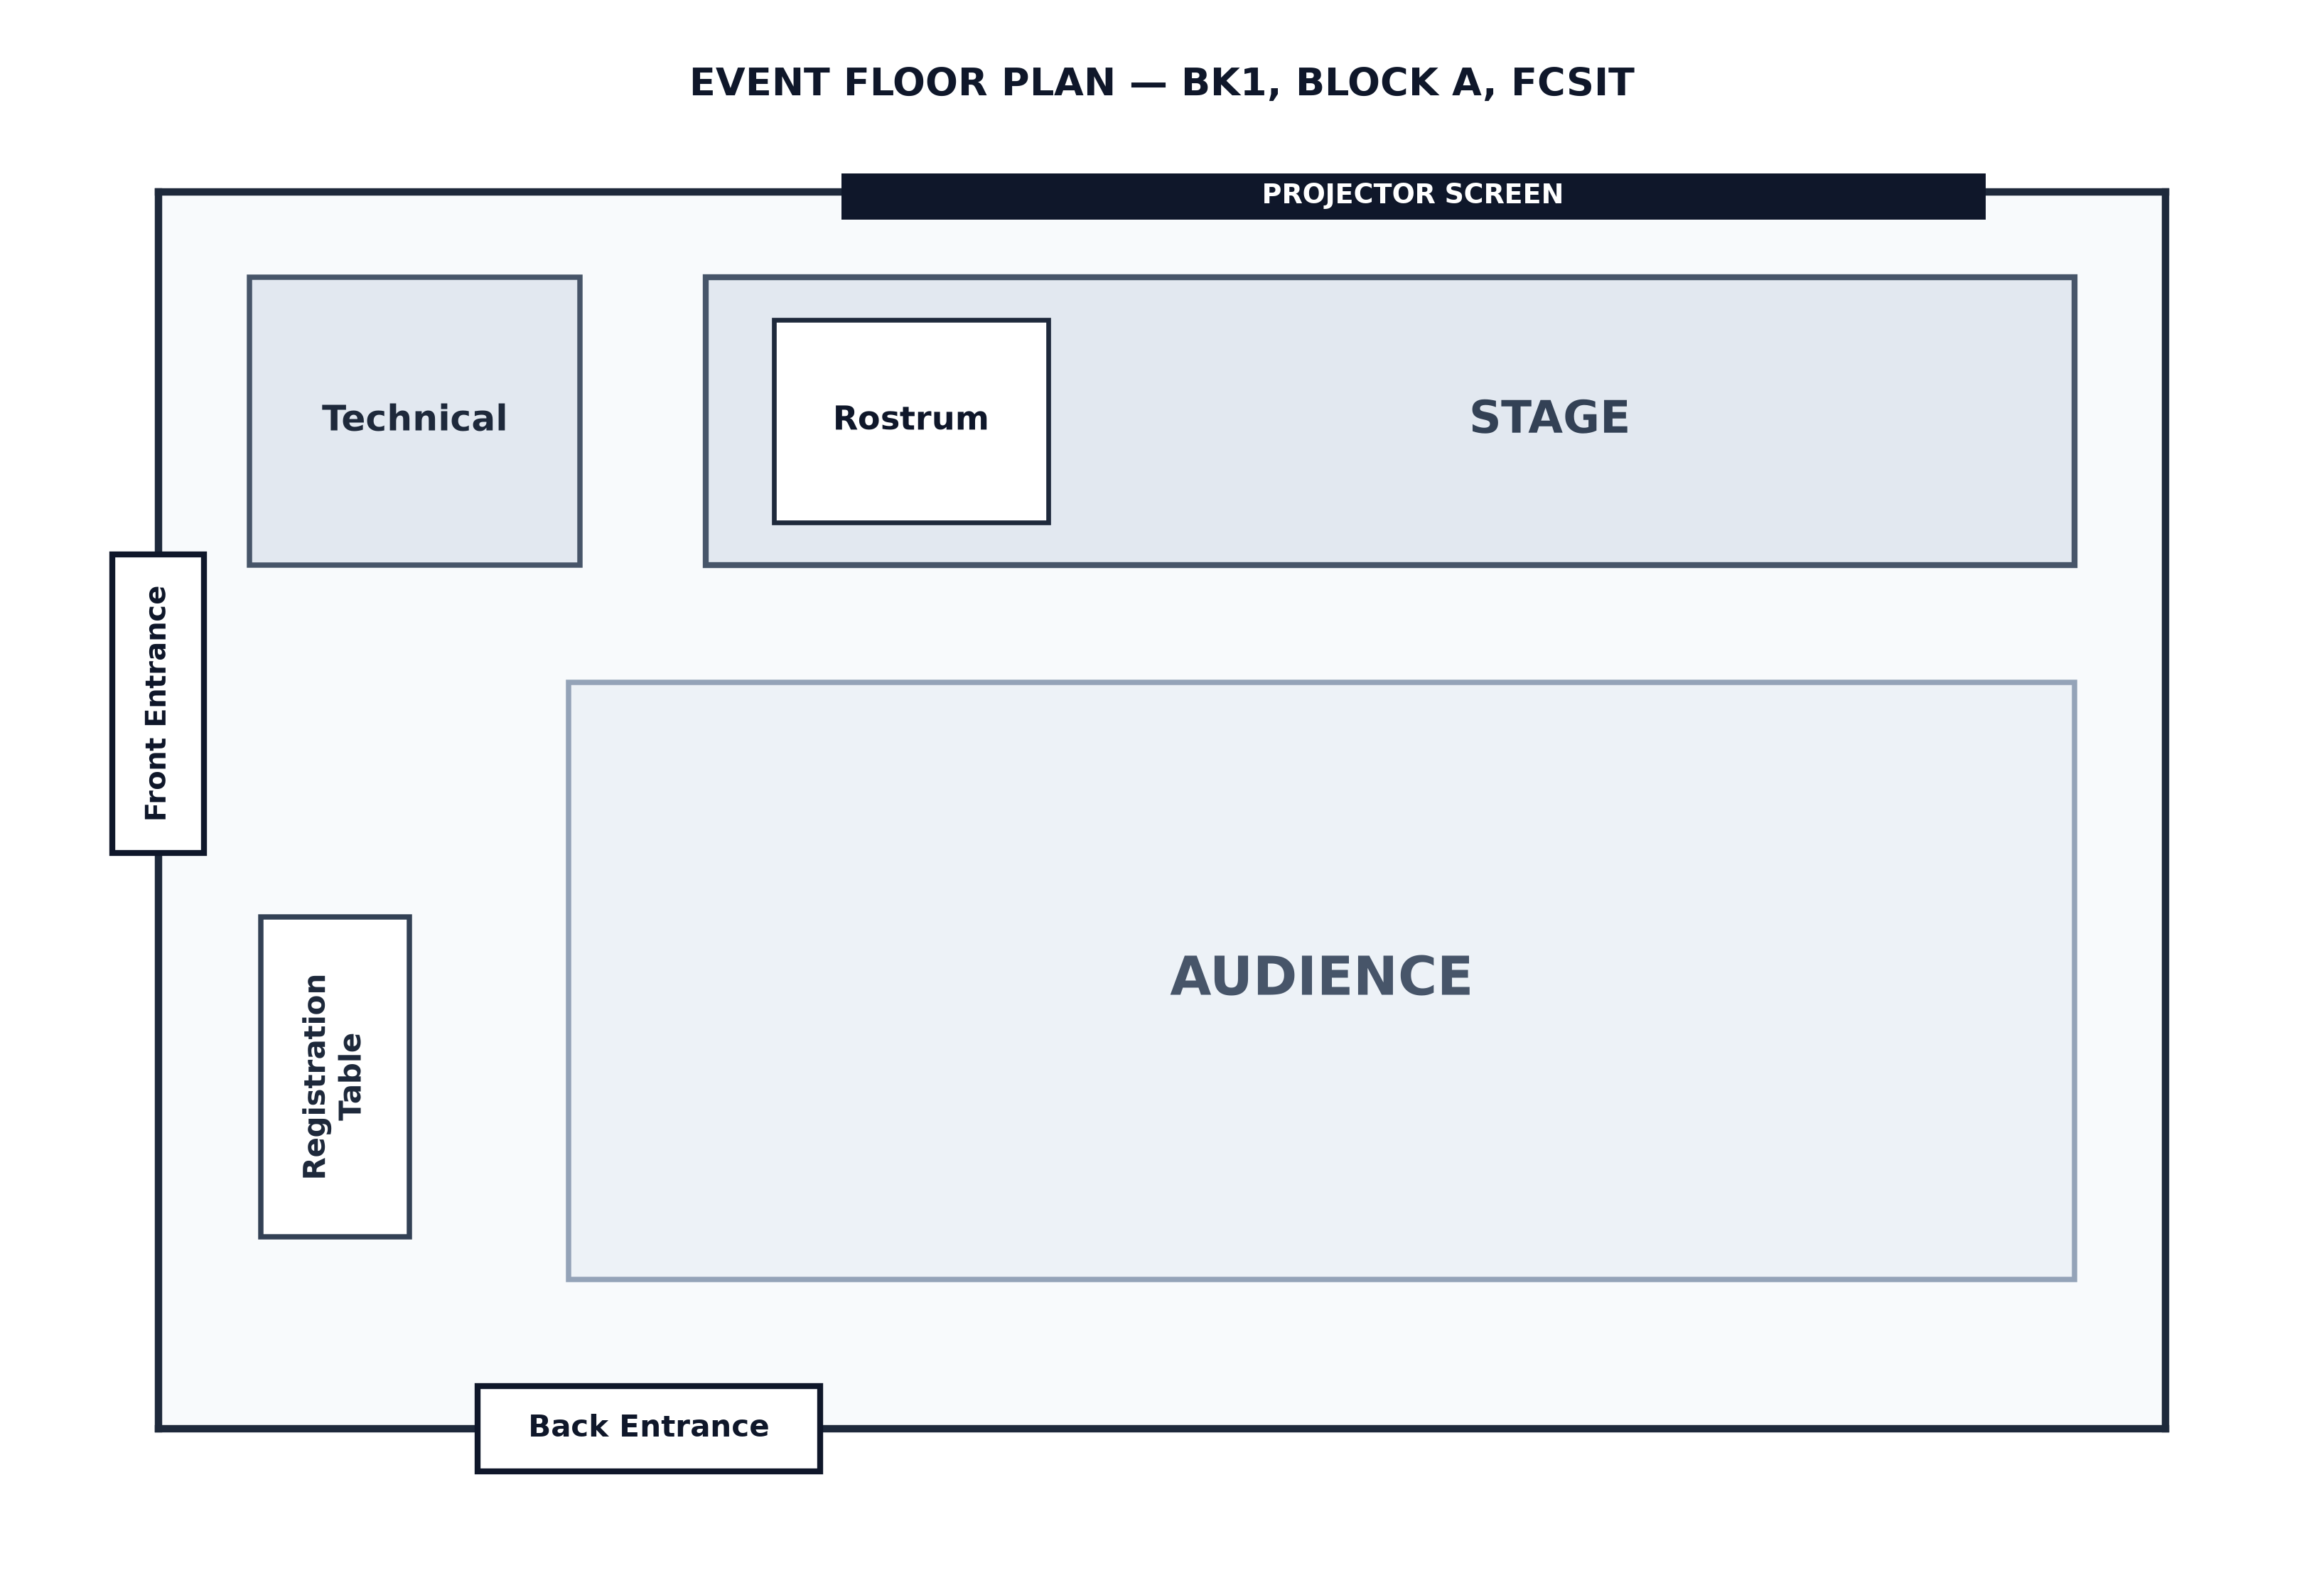 EVENT FLOOR PLAN — BK1, BLOCK A, FCSIT
PROJECTOR SCREEN
Technical
Rostrum
STAGE
Front Entrance
AUDIENCE
Registration
Table
Back Entrance